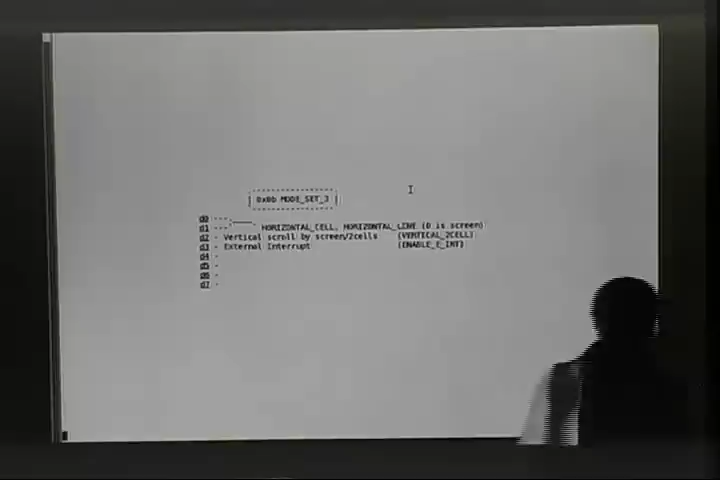 0x0b MODE_SET_3
d0
d1 HORIZONTAL_CELL, HORIZONTAL_LINE (0 is screen)
d2 - Vertical scroll by screen/2cells (VERTICAL_2CELL)
d3 - External Interrupt (ENABLE_E_INT)
d4 -
d5 -
d6 -
d7 -